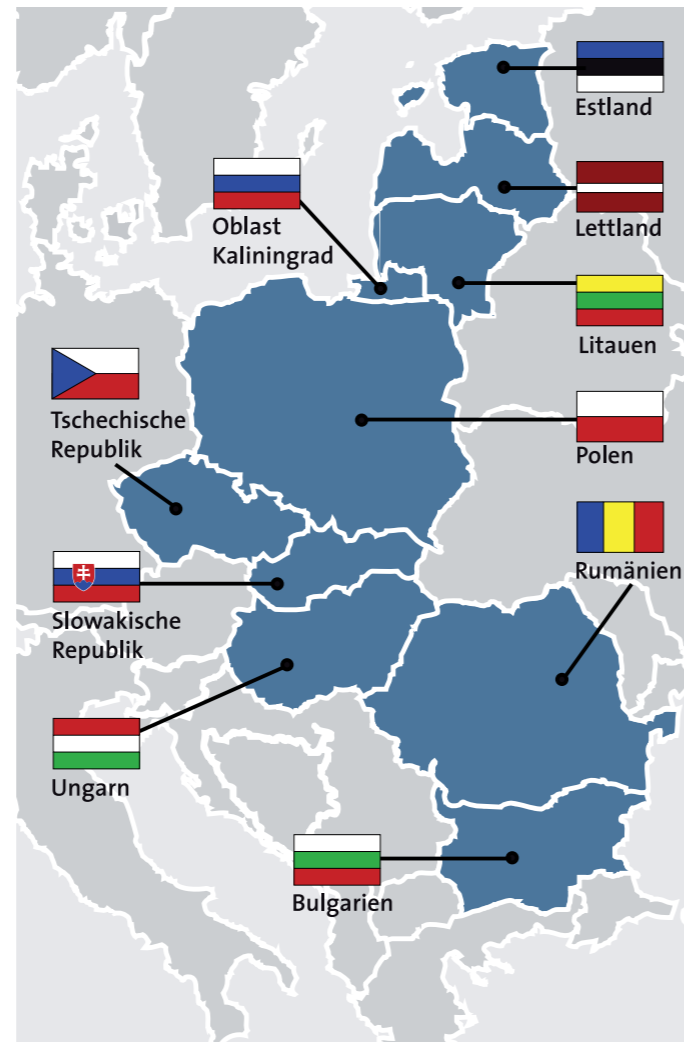 Estland
Oblast
Kaliningrad
Lettland
Litauen
Tschechische
Republik
Polen
Rumänien
Slowakische
Republik
Ungarn
Bulgarien